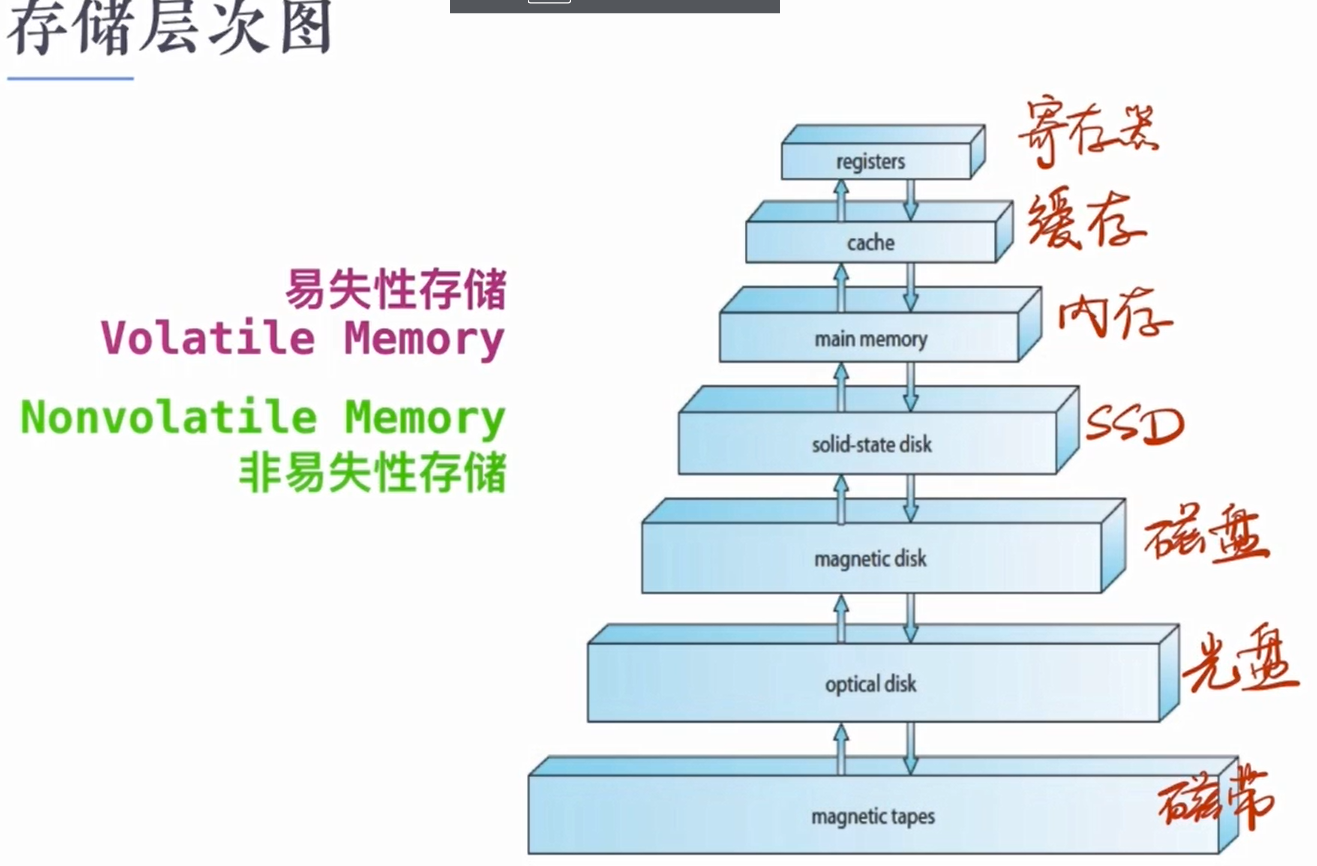 存储层次图
registers 寄存器
cache 缓存
易失性存储
Volatile Memory
main memory 内存
Nonvolatile Memory
非易失性存储
solid-state disk SSD
magnetic disk 磁盘
optical disk 光盘
magnetic tapes 磁带